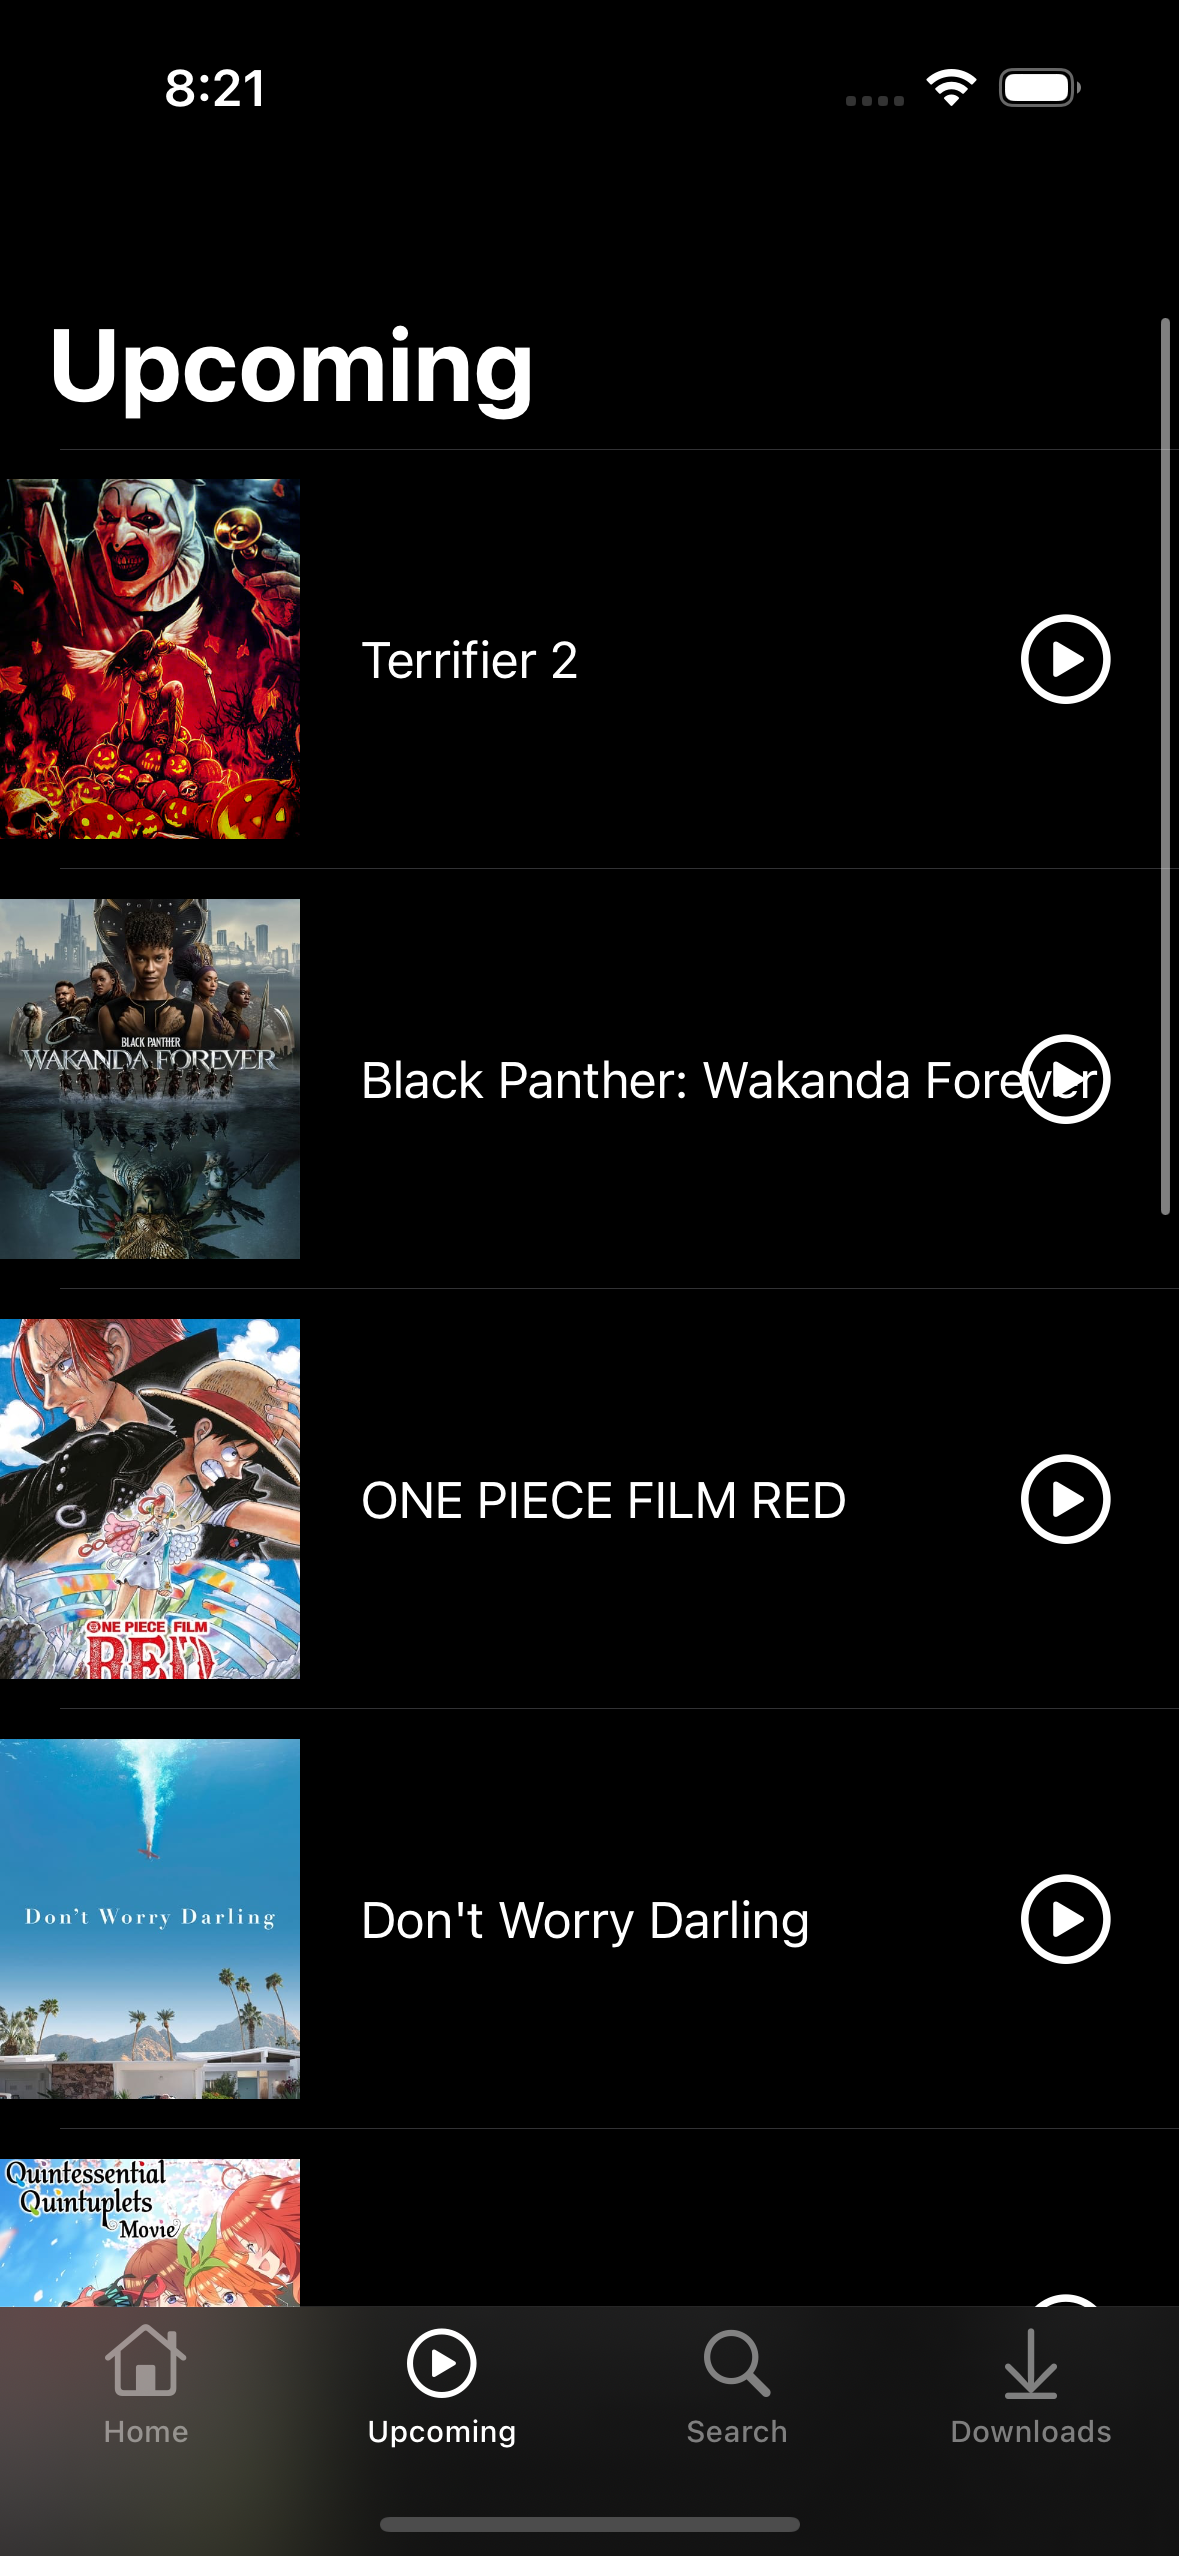 8:21
Upcoming
Terrifier 2
BLACK PANTHER
WAKANDA FOREVER
Black Panther: Wakanda Forever
ONE PIECE FILM
RED
ONE PIECE FILM RED
Don't Worry Darling
Don't Worry Darling
Quintessential
Quintuplets
Movie
Home
Upcoming
Search
Downloads